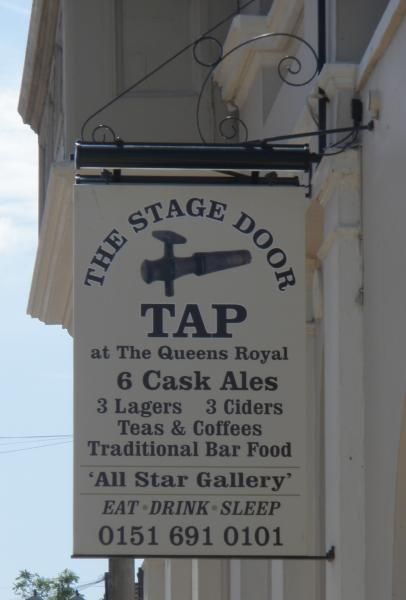 THE STAGE DOOR
TAP
at The Queens Royal
6 Cask Ales
3 Lagers 3 Ciders
Teas & Coffees
Traditional Bar Food
'All Star Gallery'
EAT • DRINK • SLEEP
0151 691 0101